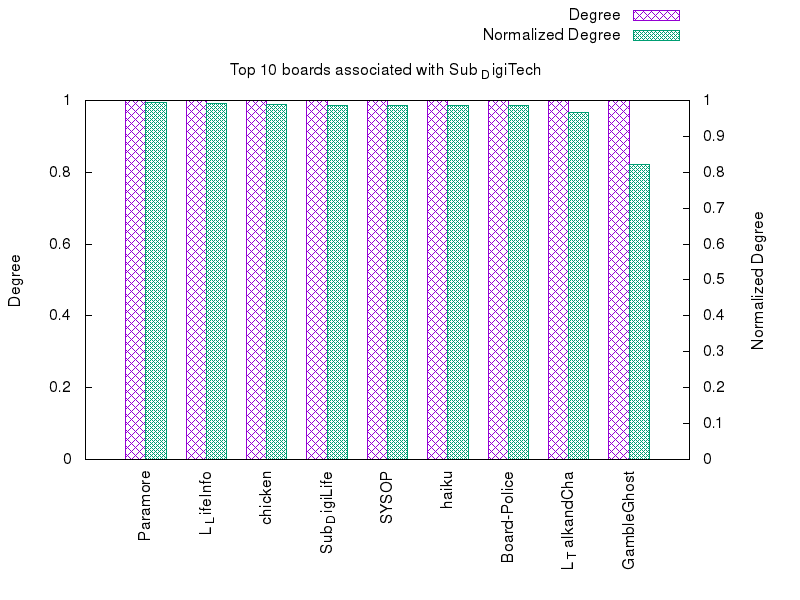 Degree
Normalized Degree
Top 10 boards associated with Sub_DigiTech
1
0.8
0.6
0.4
0.2
0
1
0.9
0.8
0.7
0.6
0.5
0.4
0.3
0.2
0.1
0
Degree
Normalized Degree
Paramore
L_LifeInfo
chicken
Sub_DigiLife
SYSOP
haiku
Board-Police
L_TalkandCha
GambleGhost